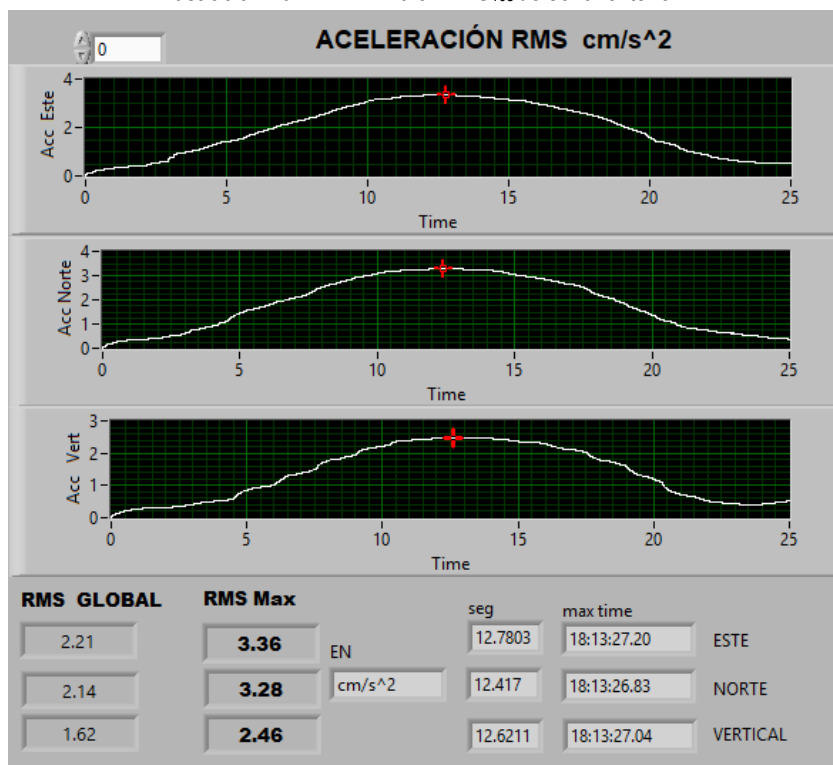 0
ACELERACIÓN RMS cm/s^2
4
2
0
Acc Este
0 5 10 15 20 25
Time
4
3
2
1
0
Acc Norte
0 5 10 15 20 25
Time
3
2
1
0
Acc Vert
0 5 10 15 20 25
Time
RMS GLOBAL RMS Max seg max time
2.21 3.36 EN 12.7803 18:13:27.20 ESTE
2.14 3.28 cm/s^2 12.417 18:13:26.83 NORTE
1.62 2.46 12.6211 18:13:27.04 VERTICAL